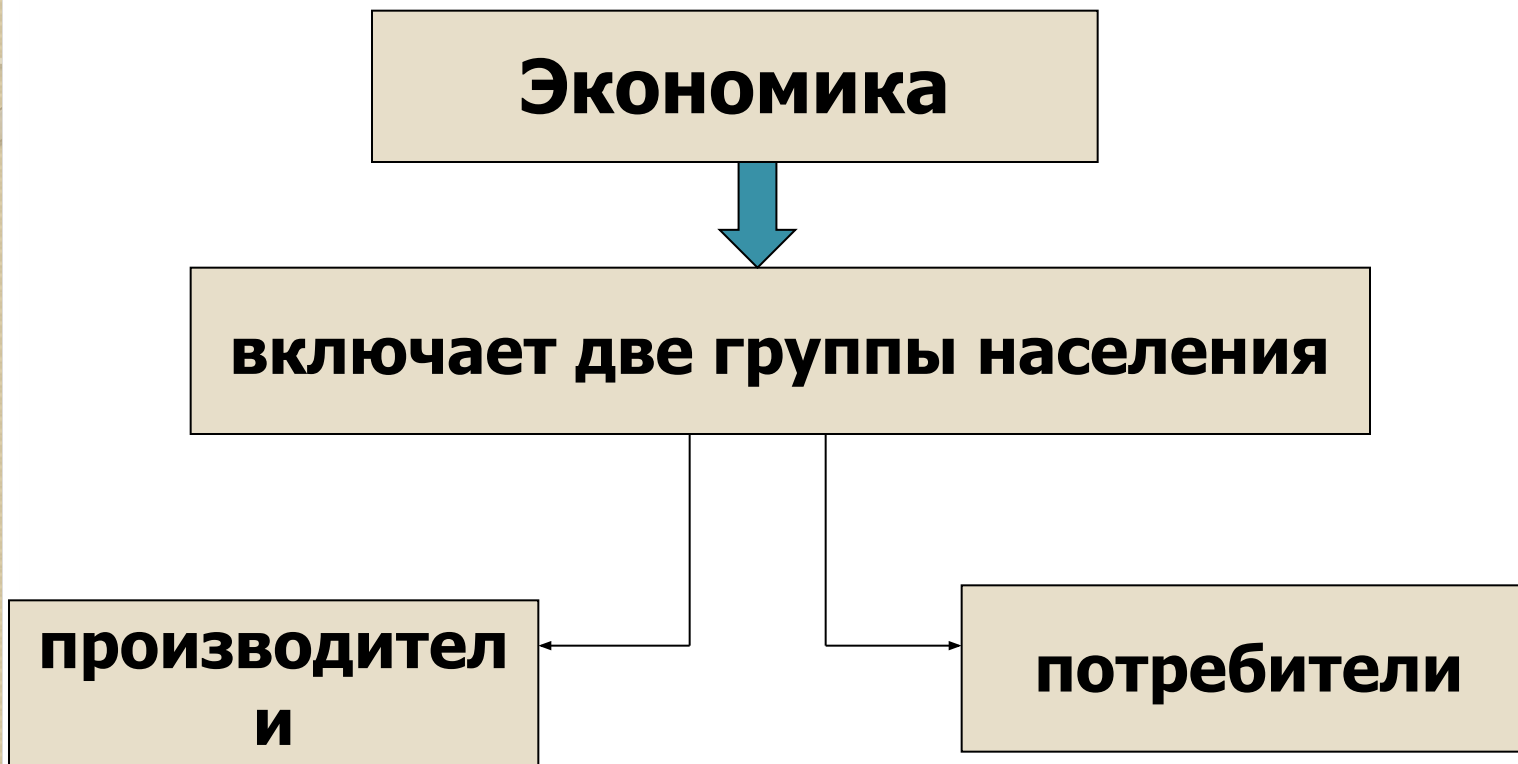 Экономика
включает две группы населения
производител
и
потребители